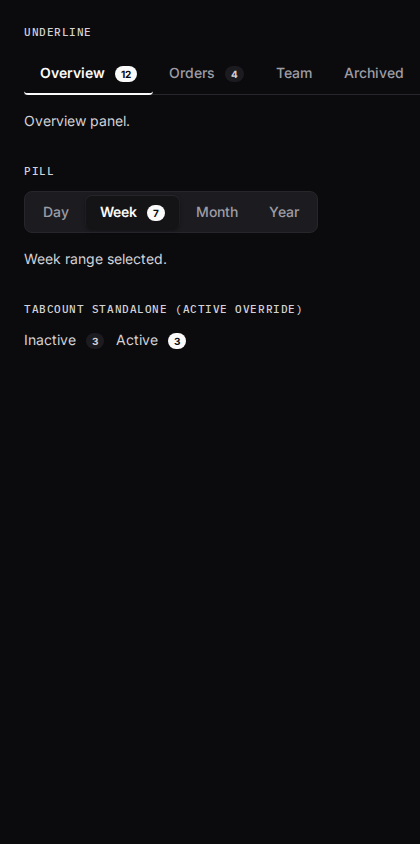 UNDERLINE
Overview 12 Orders 4 Team Archived
Overview panel.
PILL
Day Week 7 Month Year
Week range selected.
TABCOUNT STANDALONE (ACTIVE OVERRIDE)
Inactive 3 Active 3